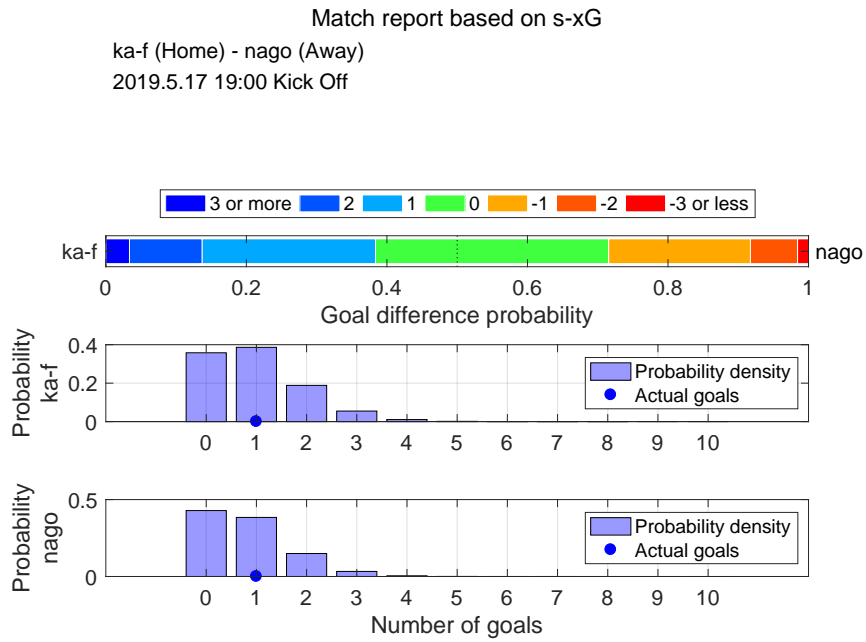 Match report based on s-xG
ka-f (Home) - nago (Away)
2019.5.17 19:00 Kick Off
3 or more 2 1 0 -1 -2 -3 or less
ka-f nago
0 0.2 0.4 0.6 0.8 1
Goal difference probability
Probability
ka-f
0.4
0.2
0
Probability density
Actual goals
0 1 2 3 4 5 6 7 8 9 10
Probability
nago
0.5
0
Probability density
Actual goals
0 1 2 3 4 5 6 7 8 9 10
Number of goals